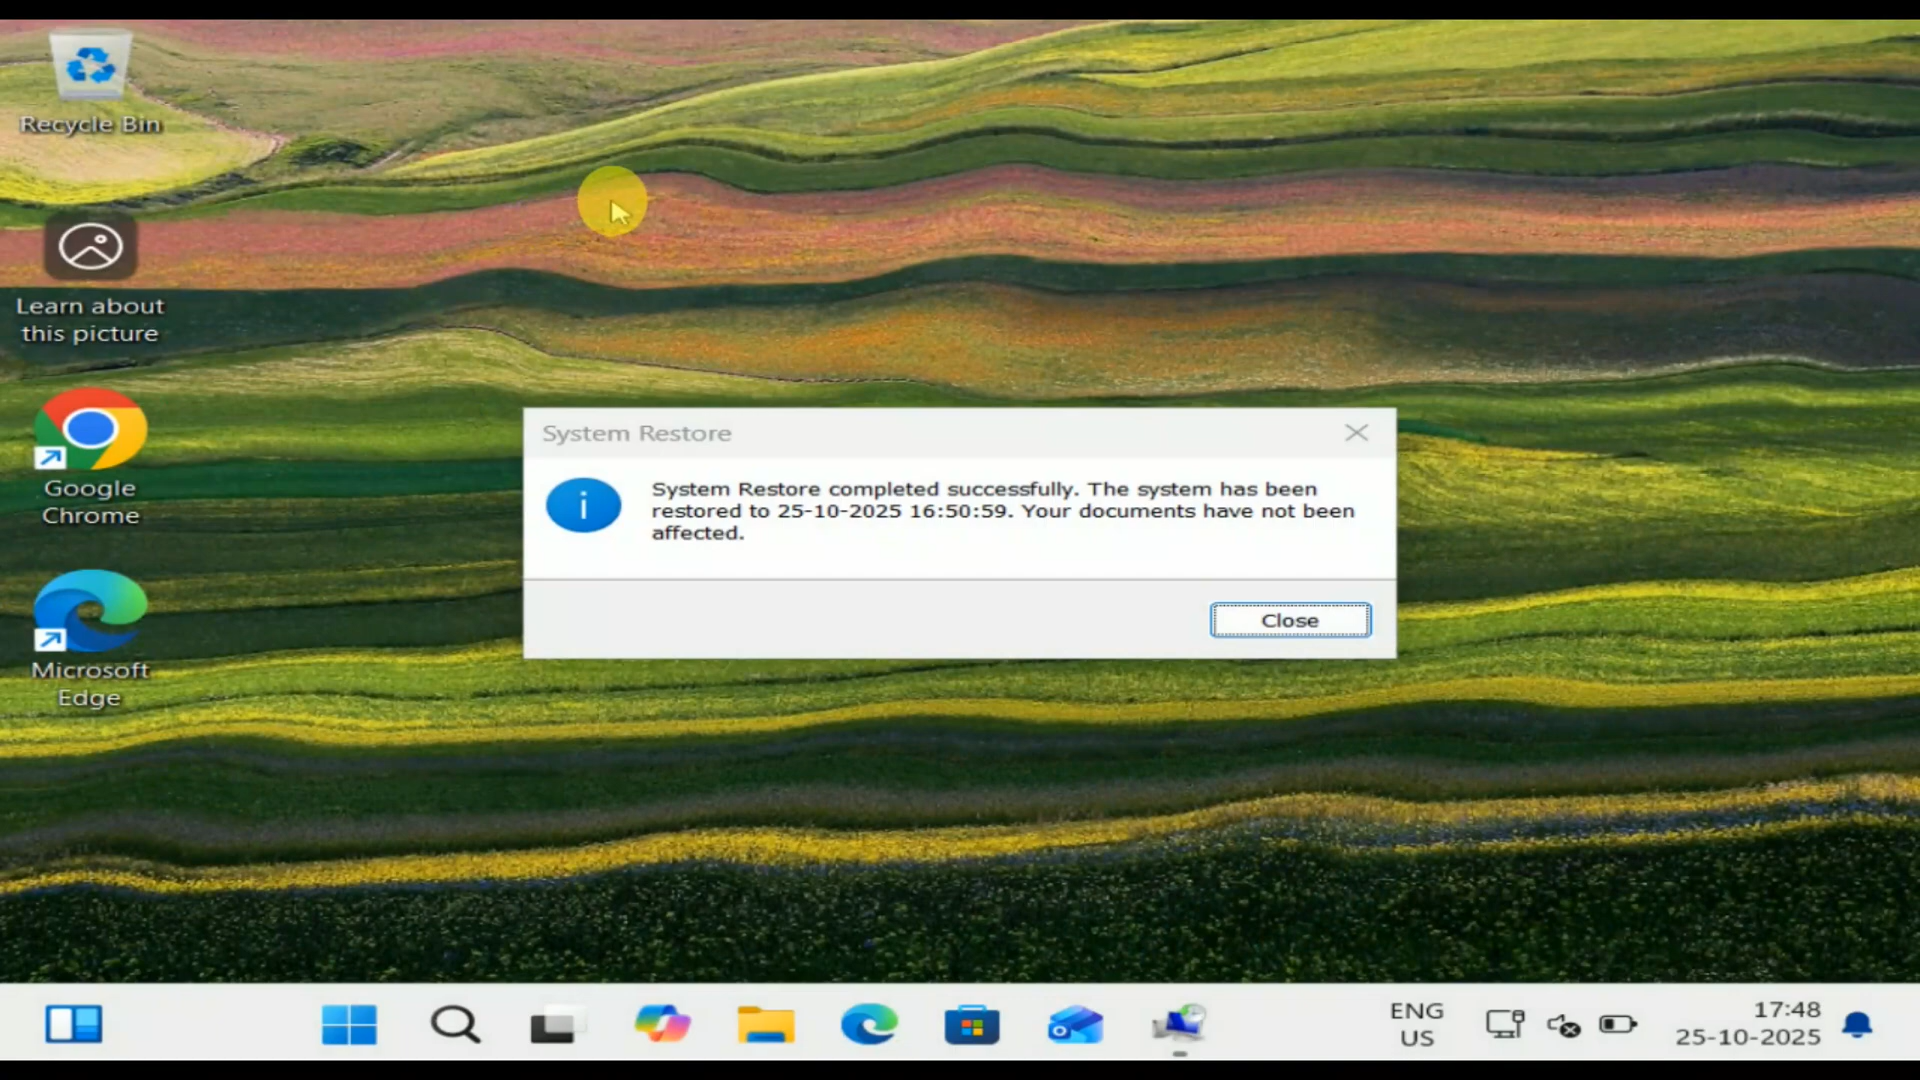 Recycle Bin
Learn about
this picture
Google
Chrome
Microsoft
Edge
System Restore
System Restore completed successfully. The system has been
restored to 25-10-2025 16:50:59. Your documents have not been
affected.
Close
ENG
US
17:48
25-10-2025